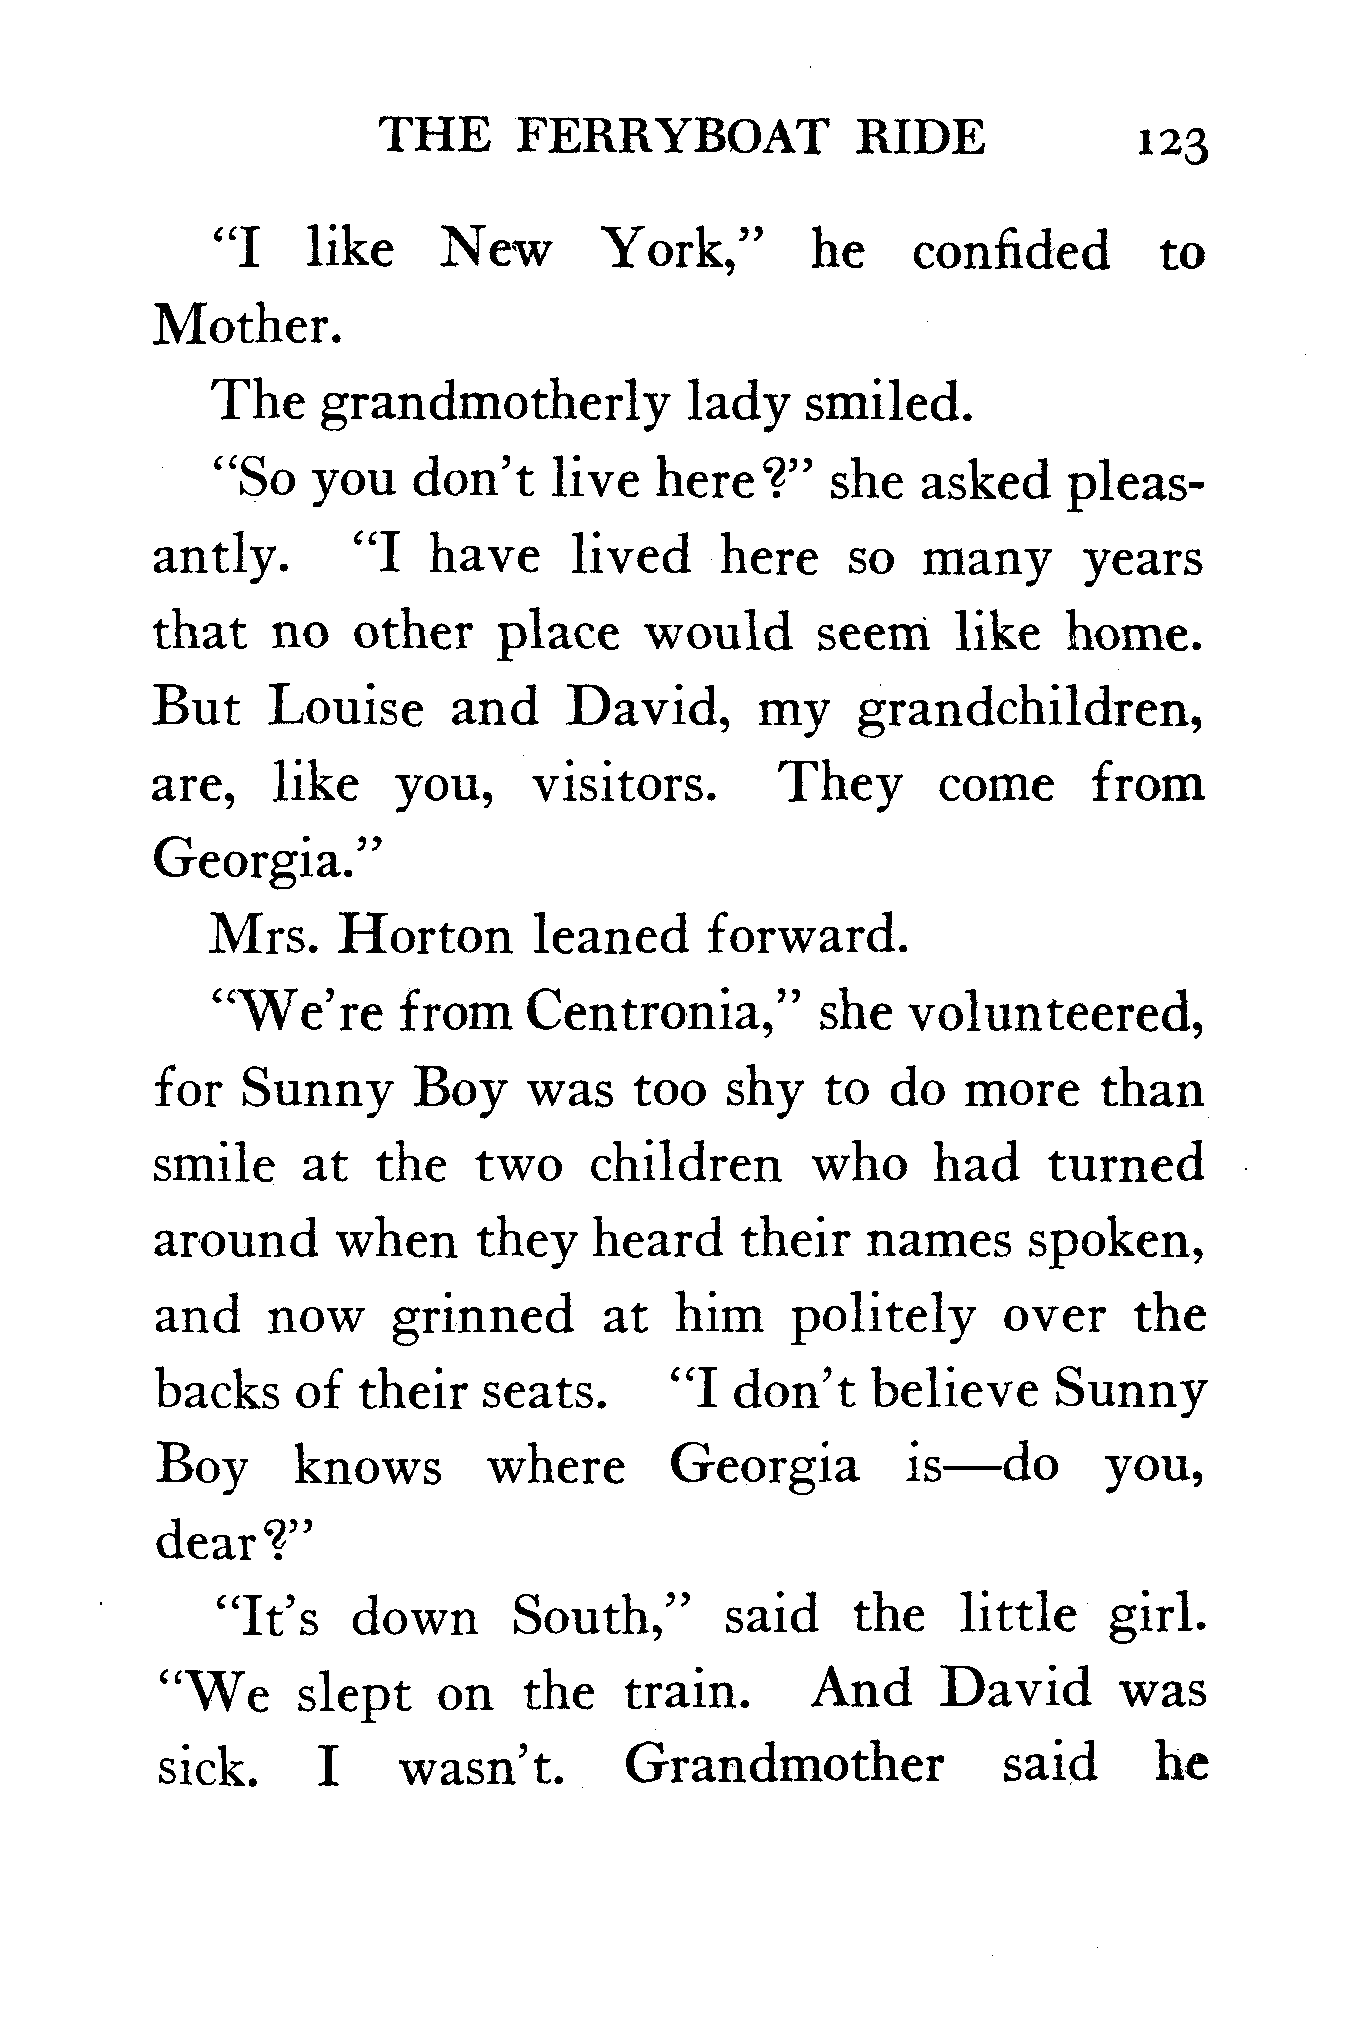 THE FERRYBOAT RIDE 123
“I like New York,” he confided to
Mother.
The grandmotherly lady smiled.
“So you don’t live here?” she asked pleas-
antly. “I have lived here so many years
that no other place would seem like home.
But Louise and David, my grandchildren,
are, like you, visitors. They come from
Georgia.”
Mrs. Horton leaned forward.
“We’re from Centronia,” she volunteered,
for Sunny Boy was too shy to do more than
smile at the two children who had turned
around when they heard their names spoken,
and now grinned at him politely over the
backs of their seats. “I don’t believe Sunny
Boy knows where Georgia is—do you,
dear?”
“It’s down South,” said the little girl.
“We slept on the train. And David was
sick. I wasn’t. Grandmother said he